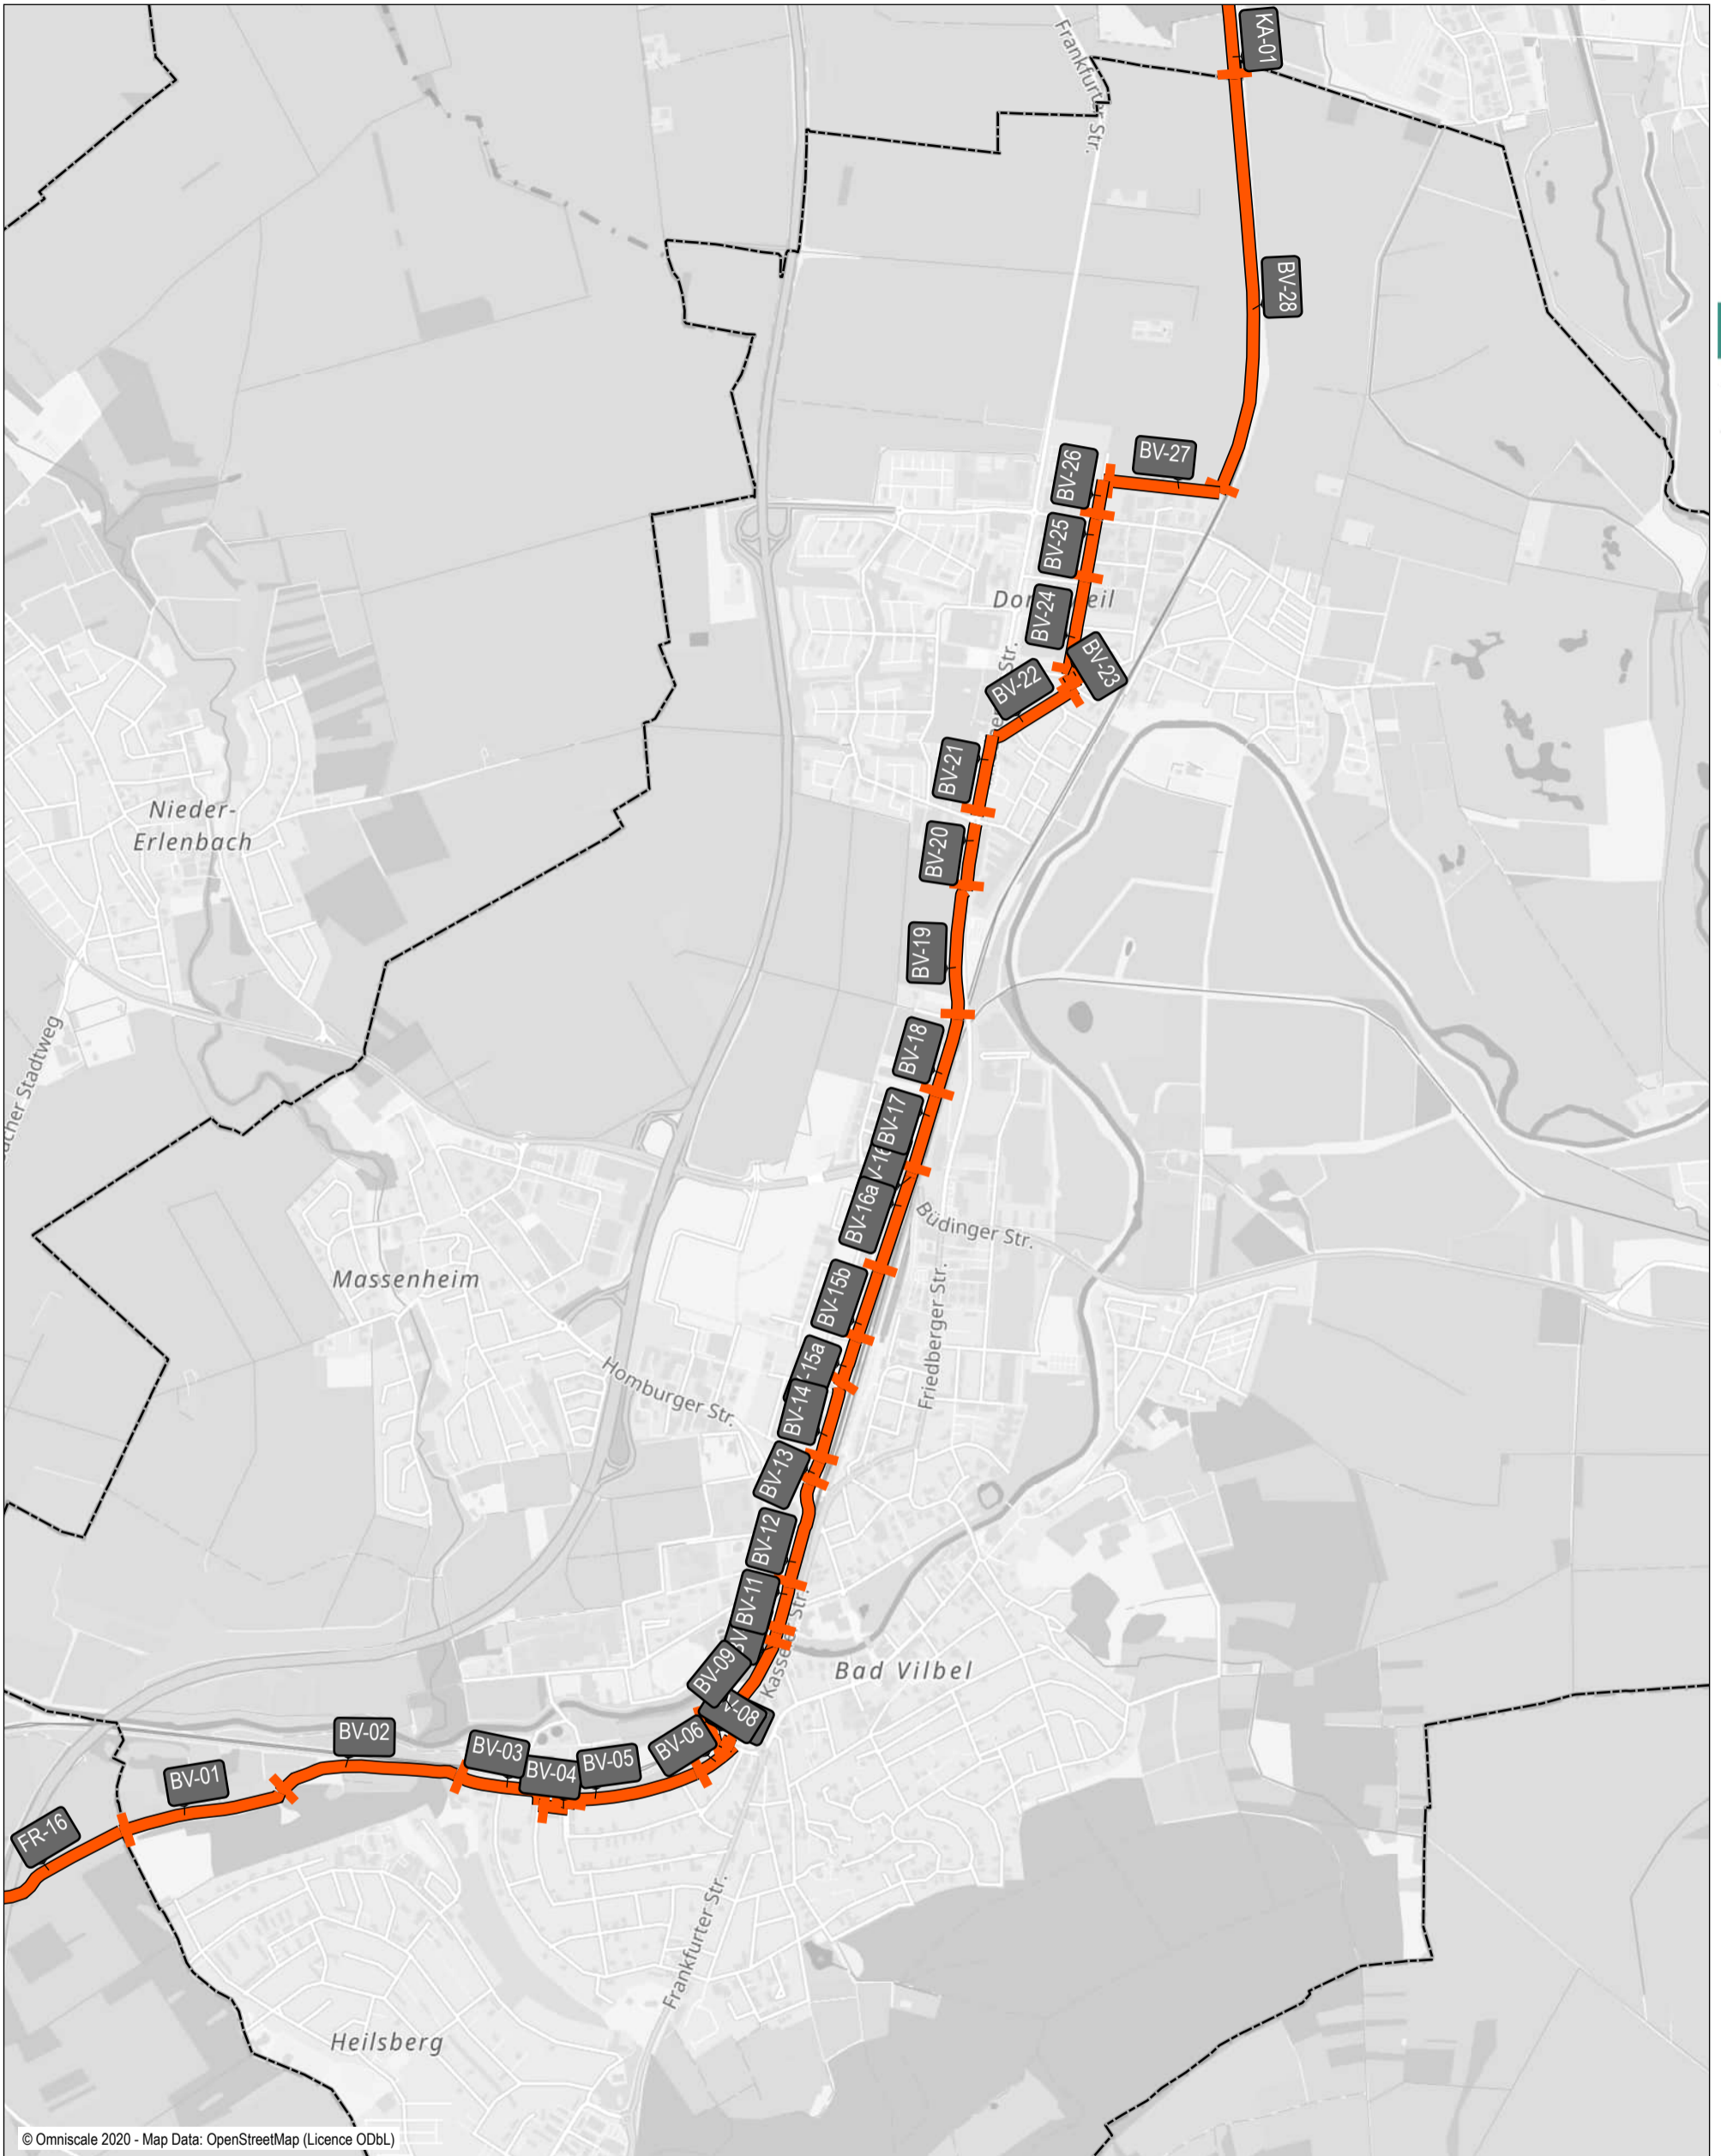 KA-01
Frankfurter Str.
BV-28
BV-27
BV-26
BV-25
BV-24
BV-23
BV-22
BV-21
BV-20
Nieder-
Erlenbach
BV-19
BV-18
BV-17
BV-16a
Büdinger Str.
Massenheim
BV-15b
Friedberger Str.
Homburger Str.
BV-14
BV-13
BV-12
BV-11
Bad Vilbel
BV-09
BV-06
BV-05
BV-04
BV-03
BV-02
BV-01
FR-16
Frankfurter Str.
Heilsberg
© Omniscale 2020 - Map Data: OpenStreetMap (Licence ODbL)